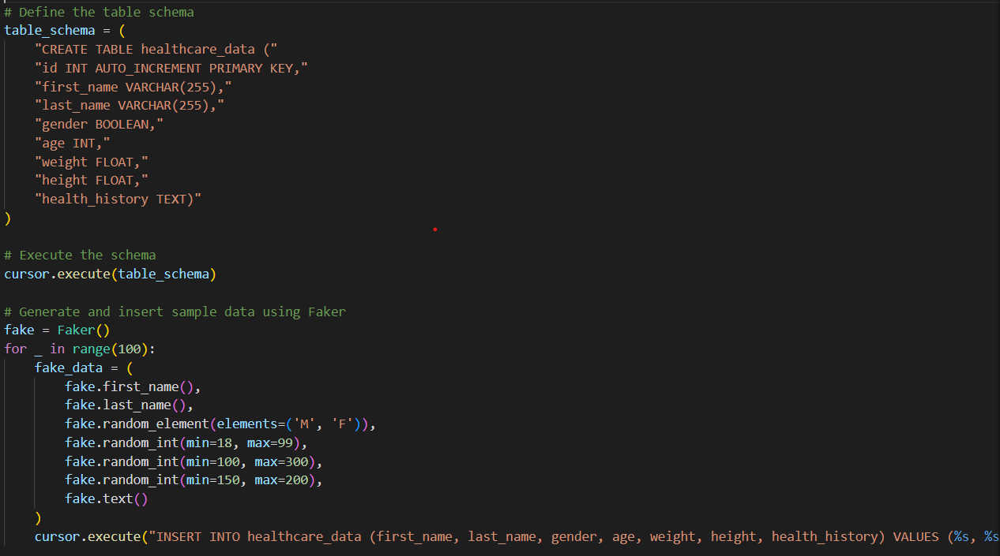 # Define the table schema
table_schema = (
    "CREATE TABLE healthcare_data ("
    "id INT AUTO_INCREMENT PRIMARY KEY,"
    "first_name VARCHAR(255),"
    "last_name VARCHAR(255),"
    "gender BOOLEAN,"
    "age INT,"
    "weight FLOAT,"
    "height FLOAT,"
    "health_history TEXT)"
)
# Execute the schema
cursor.execute(table_schema)
# Generate and insert sample data using Faker
fake = Faker()
for _ in range(100):
    fake_data = (
        fake.first_name(),
        fake.last_name(),
        fake.random_element(elements=('M', 'F')),
        fake.random_int(min=18, max=99),
        fake.random_int(min=100, max=300),
        fake.random_int(min=150, max=200),
        fake.text()
    )
    cursor.execute("INSERT INTO healthcare_data (first_name, last_name, gender, age, weight, height, health_history) VALUES (%s, %s